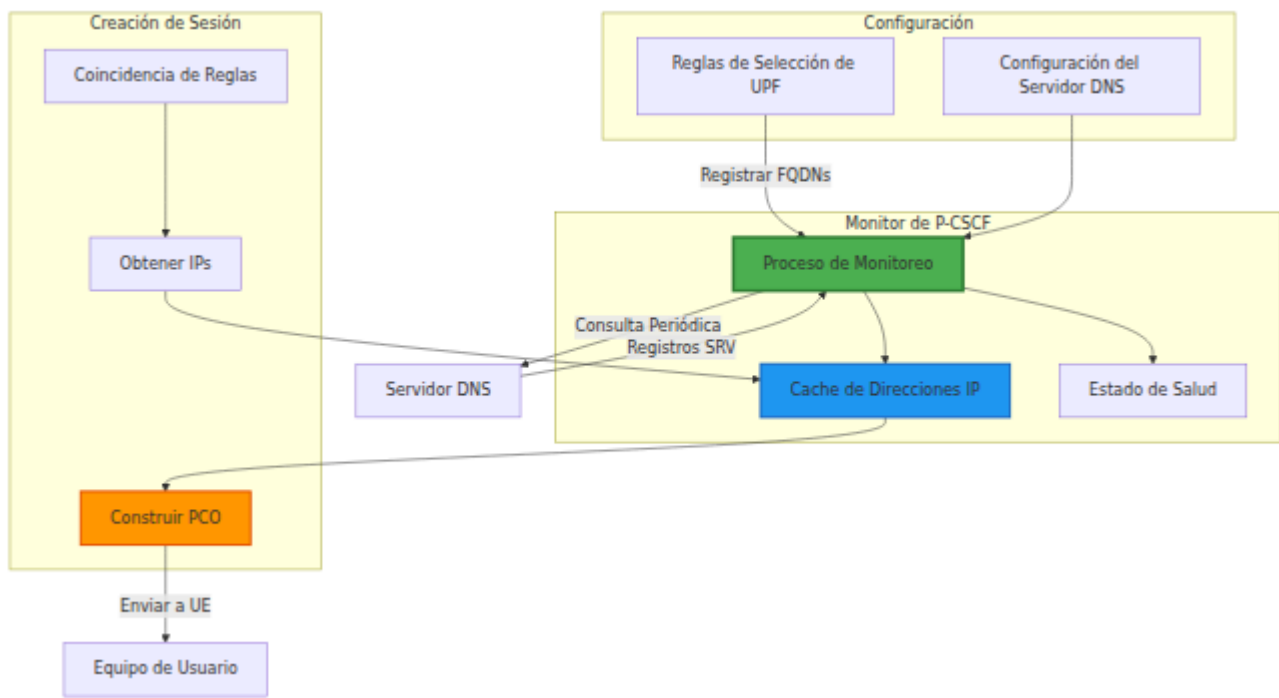 Creación de Sesión
Configuración
Coincidencia de Reglas
Reglas de Selección de
UPF
Configuración del
Servidor DNS
Registrar FQDNs
Monitor de P-CSCF
Obtener IPs
Proceso de Monitoreo
Consulta Periódica
Registros SRV
Servidor DNS
Cache de Direcciones IP
Estado de Salud
Construir PCO
Enviar a UE
Equipo de Usuario